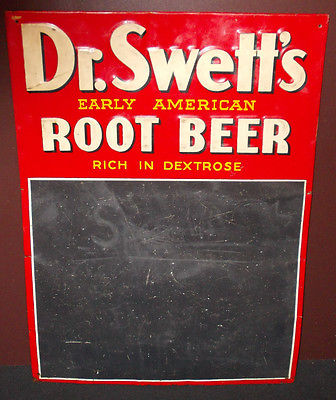 Dr. Swett's
EARLY AMERICAN
ROOT BEER
RICH IN DEXTROSE